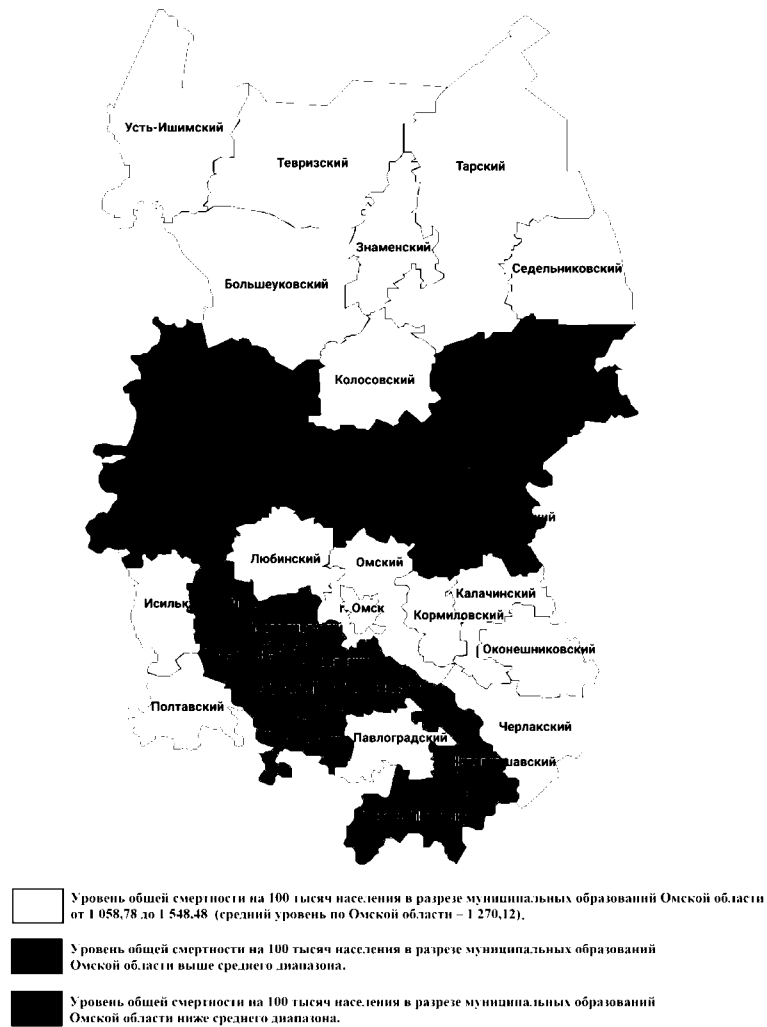 Усть-Ишимский
Тевризский
Тарский
Знаменский
Седельниковский
Большеуковский
Колосовский
Любинский
Омский
Калачинский
г. Омск
Кормиловский
Оконешниковский
Полтавский
Черлакский
Павлоградский
Уровень общей смертности на 100 тысяч населения в разрезе муниципальных образований Омской области
от 1 058,78 до 1 548,48 (средний уровень по Омской области – 1 270,12).
Уровень общей смертности на 100 тысяч населения в разрезе муниципальных образований
Омской области выше среднего диапазона.
Уровень общей смертности на 100 тысяч населения в разрезе муниципальных образований
Омской области ниже среднего диапазона.